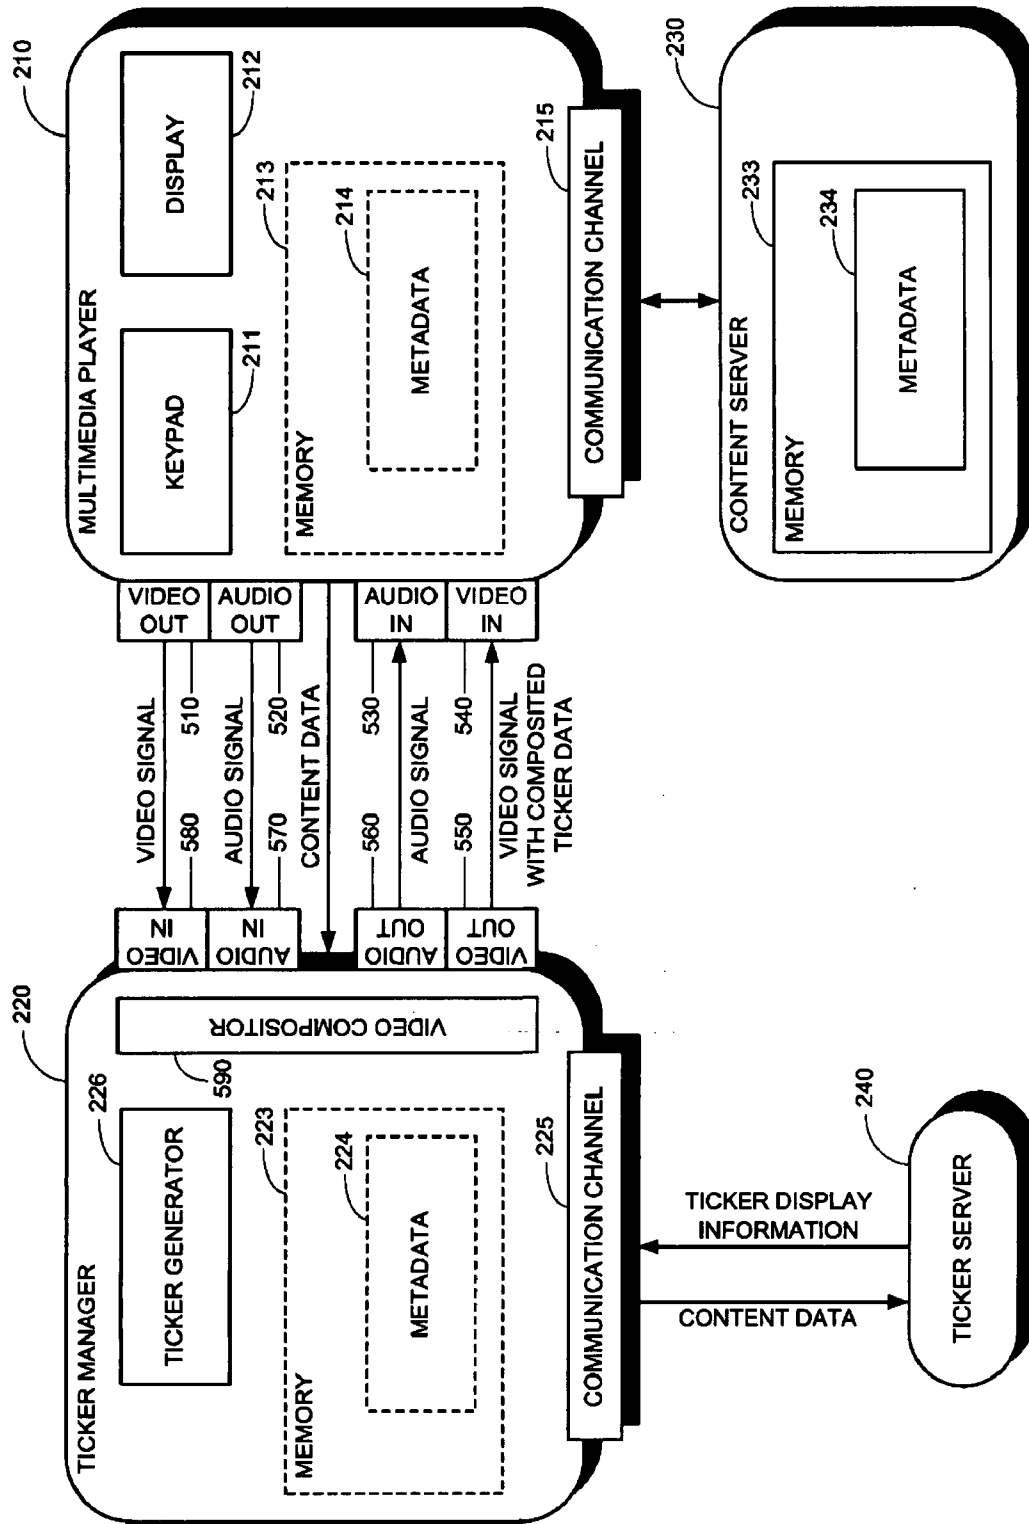 TICKER MANAGER
220
TICKER GENERATOR
226
VIDEO COMPOSITOR
590
MEMORY
223
METADATA
224
COMMUNICATION CHANNEL
225
VIDEO
IN
AUDIO
IN
AUDIO
OUT
VIDEO
OUT
VIDEO SIGNAL
580
510
AUDIO SIGNAL
570
520
CONTENT DATA
560
530
AUDIO SIGNAL
550
540
VIDEO SIGNAL
WITH COMPOSITED
TICKER DATA
VIDEO
OUT
AUDIO
OUT
AUDIO
IN
VIDEO
IN
MULTIMEDIA PLAYER
210
KEYPAD
211
DISPLAY
212
MEMORY
213
METADATA
214
COMMUNICATION CHANNEL
215
TICKER DISPLAY
INFORMATION
CONTENT DATA
TICKER SERVER
240
CONTENT SERVER
230
MEMORY
233
METADATA
234